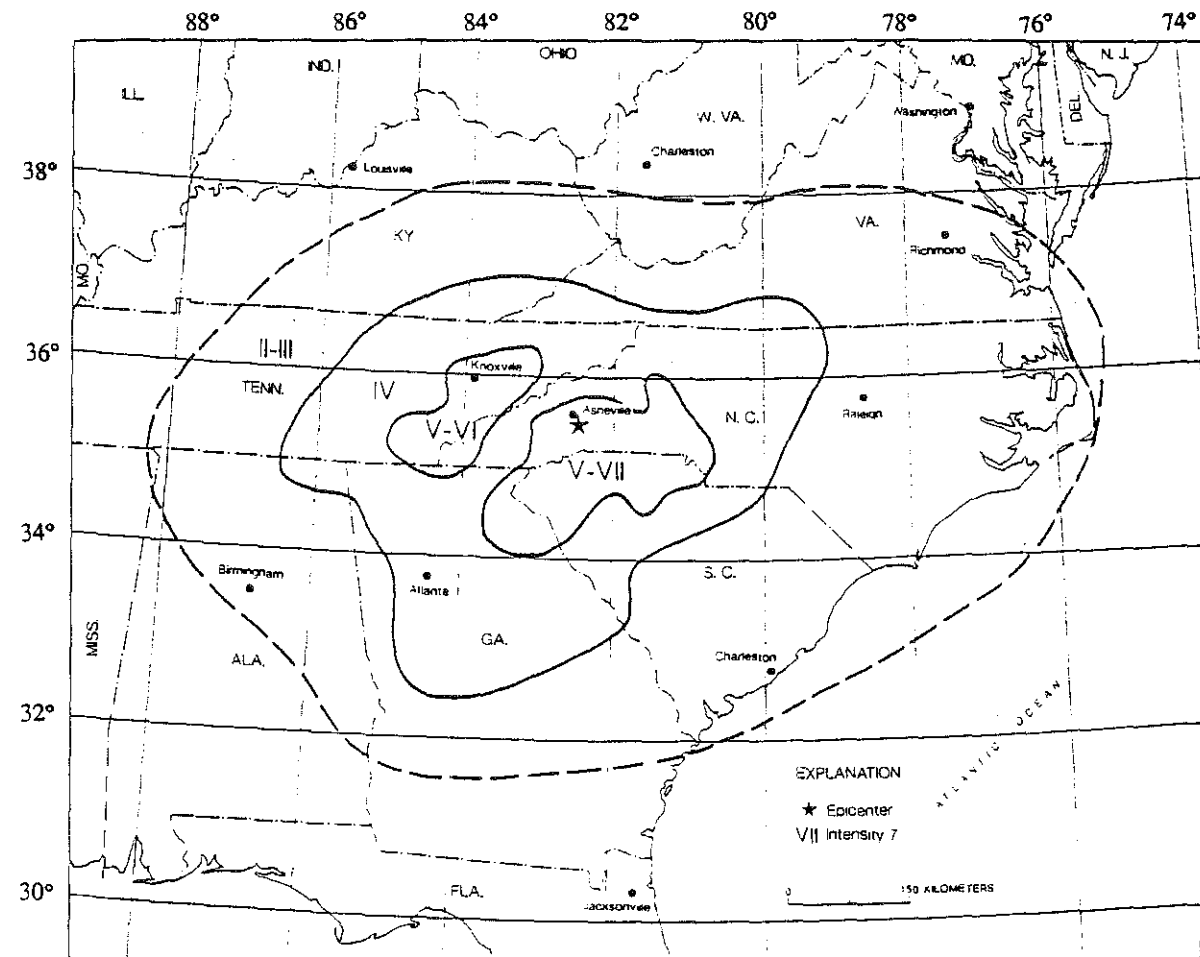 88° 86° 84° 82° 80° 78° 76° 74°
ILL.
IND.
OHIO
MD.
N. J.
DEL.
W. VA.
Washington
Charleston
Louisville
38°
KY
VA.
Richmond
MO.
36°
II-III
TENN.
IV
Knoxville
V-VI
Asheville
N. C.
Raleigh
V-VII
34°
Birmingham
Atlanta
S. C.
MISS.
ALA.
GA.
Charleston
32°
ATLANTIC OCEAN
EXPLANATION
★ Epicenter
VII Intensity 7
30°
FLA.
Jacksonville
0 150 KILOMETERS